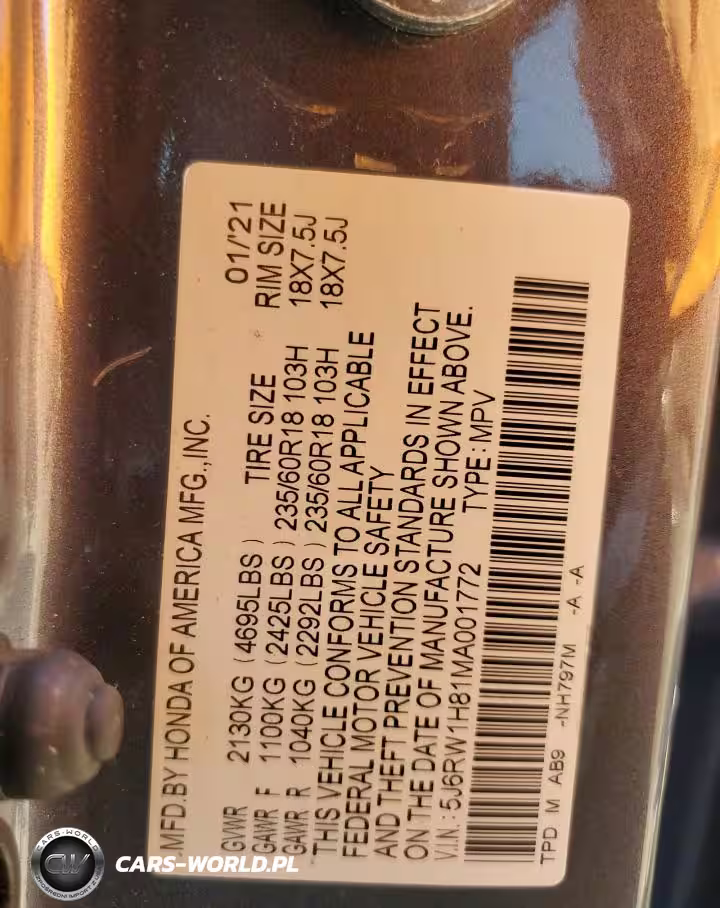 MFD.BY HONDA OF AMERICA MFG.,INC. 01/'21
GVWR 2130KG (4695LBS) TIRE SIZE RIM SIZE
GAWR F 1100KG (2425LBS) 235/60R18 103H 18X7.5J
GAWR R 1040KG (2292LBS) 235/60R18 103H 18X7.5J
THIS VEHICLE CONFORMS TO ALL APPLICABLE
FEDERAL MOTOR VEHICLE SAFETY
AND THEFT PREVENTION STANDARDS IN EFFECT
ON THE DATE OF MANUFACTURE SHOWN ABOVE.
V.I.N.: 5J6RW1H81MA001772 TYPE: MPV
TPD M AB9 -NH797M -A -A
CARS-WORLD
CW
CARS-WORLD.PL